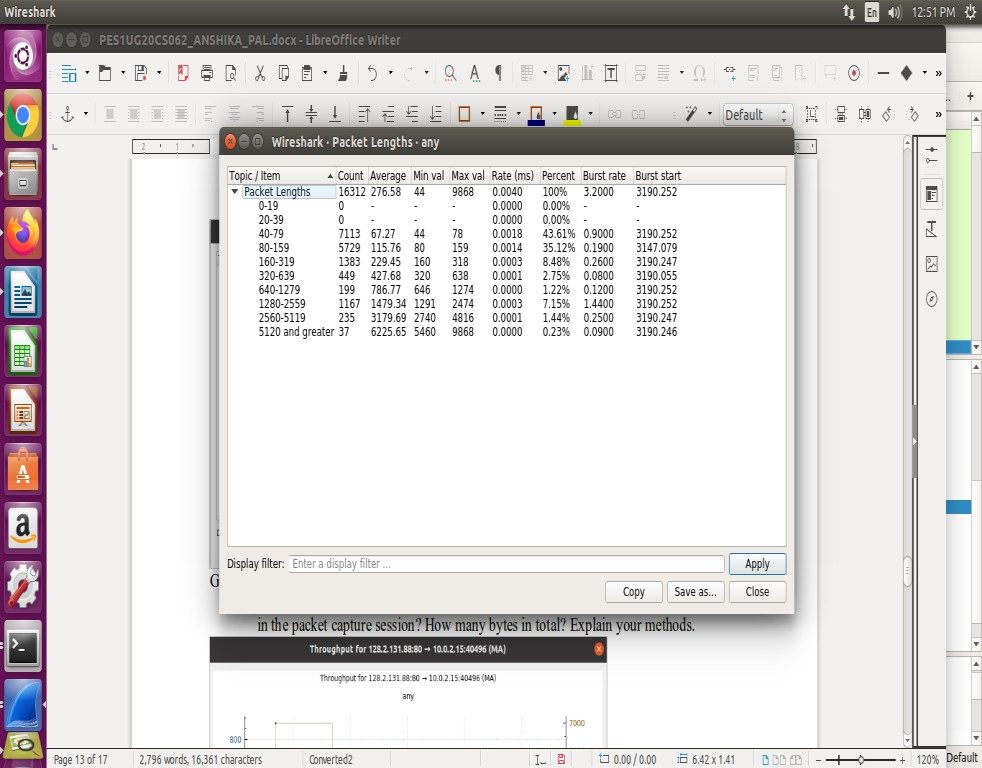 Wireshark
En
12:51 PM
PES1UG20CS062_ANSHIKA_PAL.docx - LibreOffice Writer
Default
Wireshark · Packet Lengths · any
Topic / Item Count Average Min val Max val Rate (ms) Percent Burst rate Burst start
Packet Lengths 16312 276.58 44 9868 0.0040 100% 3.2000 3190.252
0-19 0 - - - 0.0000 0.00% - -
20-39 0 - - - 0.0000 0.00% - -
40-79 7113 67.27 44 78 0.0018 43.61% 0.9000 3190.252
80-159 5729 115.76 80 159 0.0014 35.12% 0.1900 3147.079
160-319 1383 229.45 160 318 0.0003 8.48% 0.2600 3190.247
320-639 449 427.68 320 638 0.0001 2.75% 0.0800 3190.055
640-1279 199 786.77 646 1274 0.0000 1.22% 0.1200 3190.252
1280-2559 1167 1479.34 1291 2474 0.0003 7.15% 1.4400 3190.252
2560-5119 235 3179.69 2740 4816 0.0001 1.44% 0.2500 3190.247
5120 and greater 37 6225.65 5460 9868 0.0000 0.23% 0.0900 3190.246
Display filter: Enter a display filter ... Apply
Copy Save as... Close
G
in the packet capture session? How many bytes in total? Explain your methods.
Throughput for 128.2.131.88:80 → 10.0.2.15:40496 (MA)
Throughput for 128.2.131.88:80 → 10.0.2.15:40496 (MA)
any
7000
800
Page 13 of 17 2,796 words, 16,361 characters Converted2 0.00 / 0.00 6.42 x 1.41 120% Default